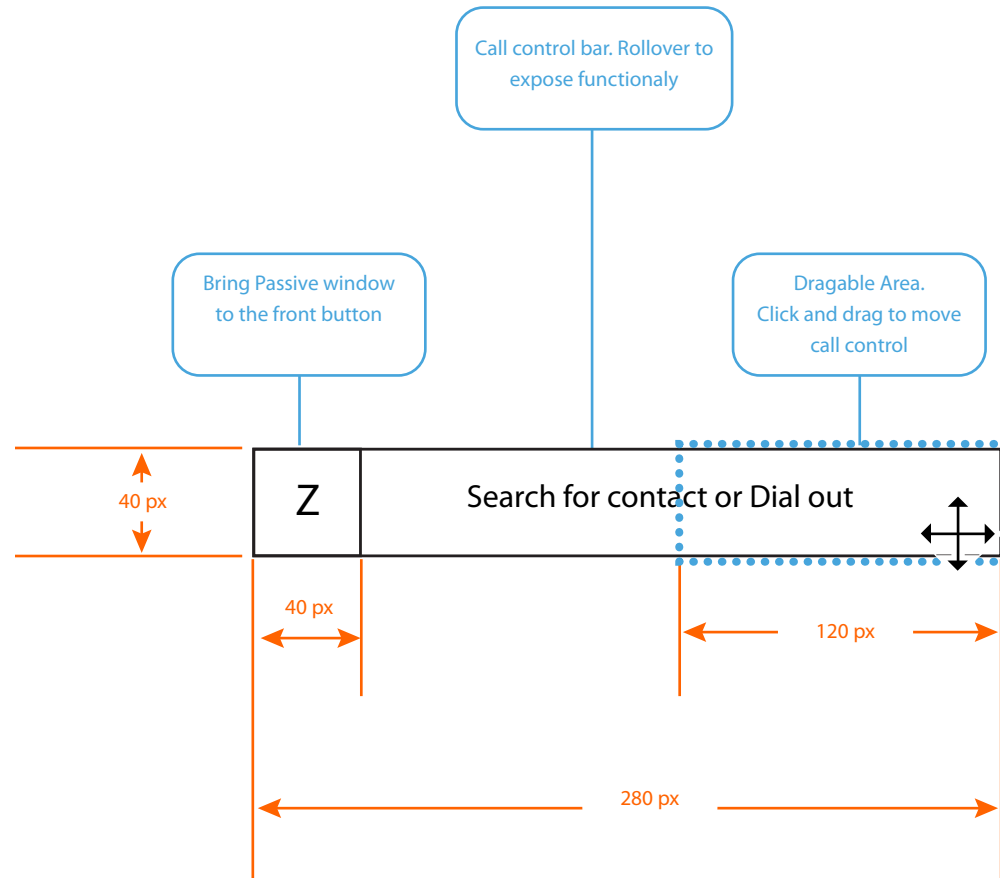 Call control bar. Rollover to
expose functionaly
Bring Passive window
to the front button
Dragable Area.
Click and drag to move
call control
40 px
Z
Search for contact or Dial out
40 px
120 px
280 px